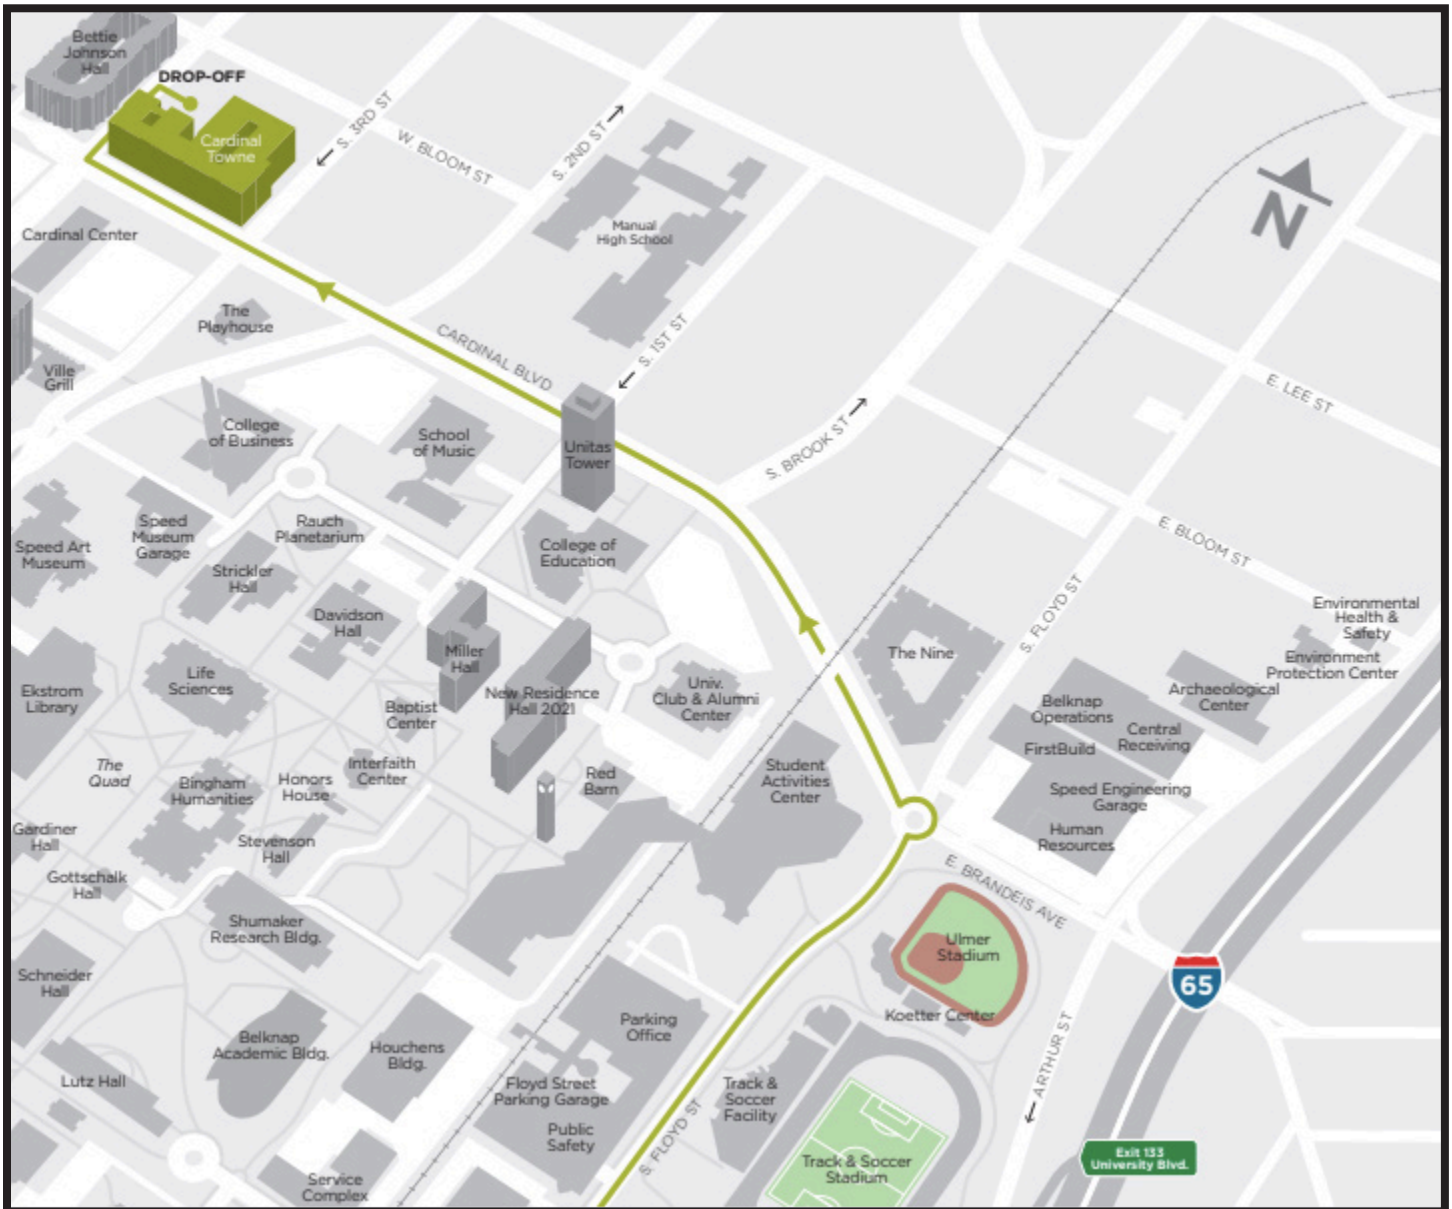 Bettie
Johnson
Hall
DROP-OFF
Cardinal
Towne
S. 3RD ST
W. BLOOM ST
S. 2ND ST
Manual
High School
N
Cardinal Center
The
Playhouse
CARDINAL BLVD
S. 1ST ST
Ville
Grill
E. LEE ST
College
of Business
School
of Music
Unitas
Tower
S. BROOK ST
Speed Art
Museum
Speed
Museum
Garage
Rauch
Planetarium
College of
Education
E. BLOOM ST
Strickler
Hall
Davidson
Hall
S. FLOYD ST
Environmental
Health &
Safety
Environment
Protection Center
Miller
Hall
The Nine
Ekstrom
Library
Life
Sciences
New Residence
Hall 2021
Univ.
Club & Alumni
Center
Baptist
Center
Archaeological
Center
Belknap
Operations
Central
Receiving
FirstBuild
The
Quad
Bingham
Humanities
Honors
House
Interfaith
Center
Red
Barn
Student
Activities
Center
Speed Engineering
Garage
Human
Resources
Gardiner
Hall
Stevenson
Hall
Gottschalk
Hall
E. BRANDEIS AVE
Shumaker
Research Bldg.
Ulmer
Stadium
Schneider
Hall
65
Koetter Center
Parking
Office
Belknap
Academic Bldg.
Houchens
Bldg.
ARTHUR ST
Lutz Hall
Floyd Street
Parking Garage
Track &
Soccer
Facility
Public
Safety
S. FLOYD ST
Exit 133
University Blvd.
Track & Soccer
Stadium
Service
Complex